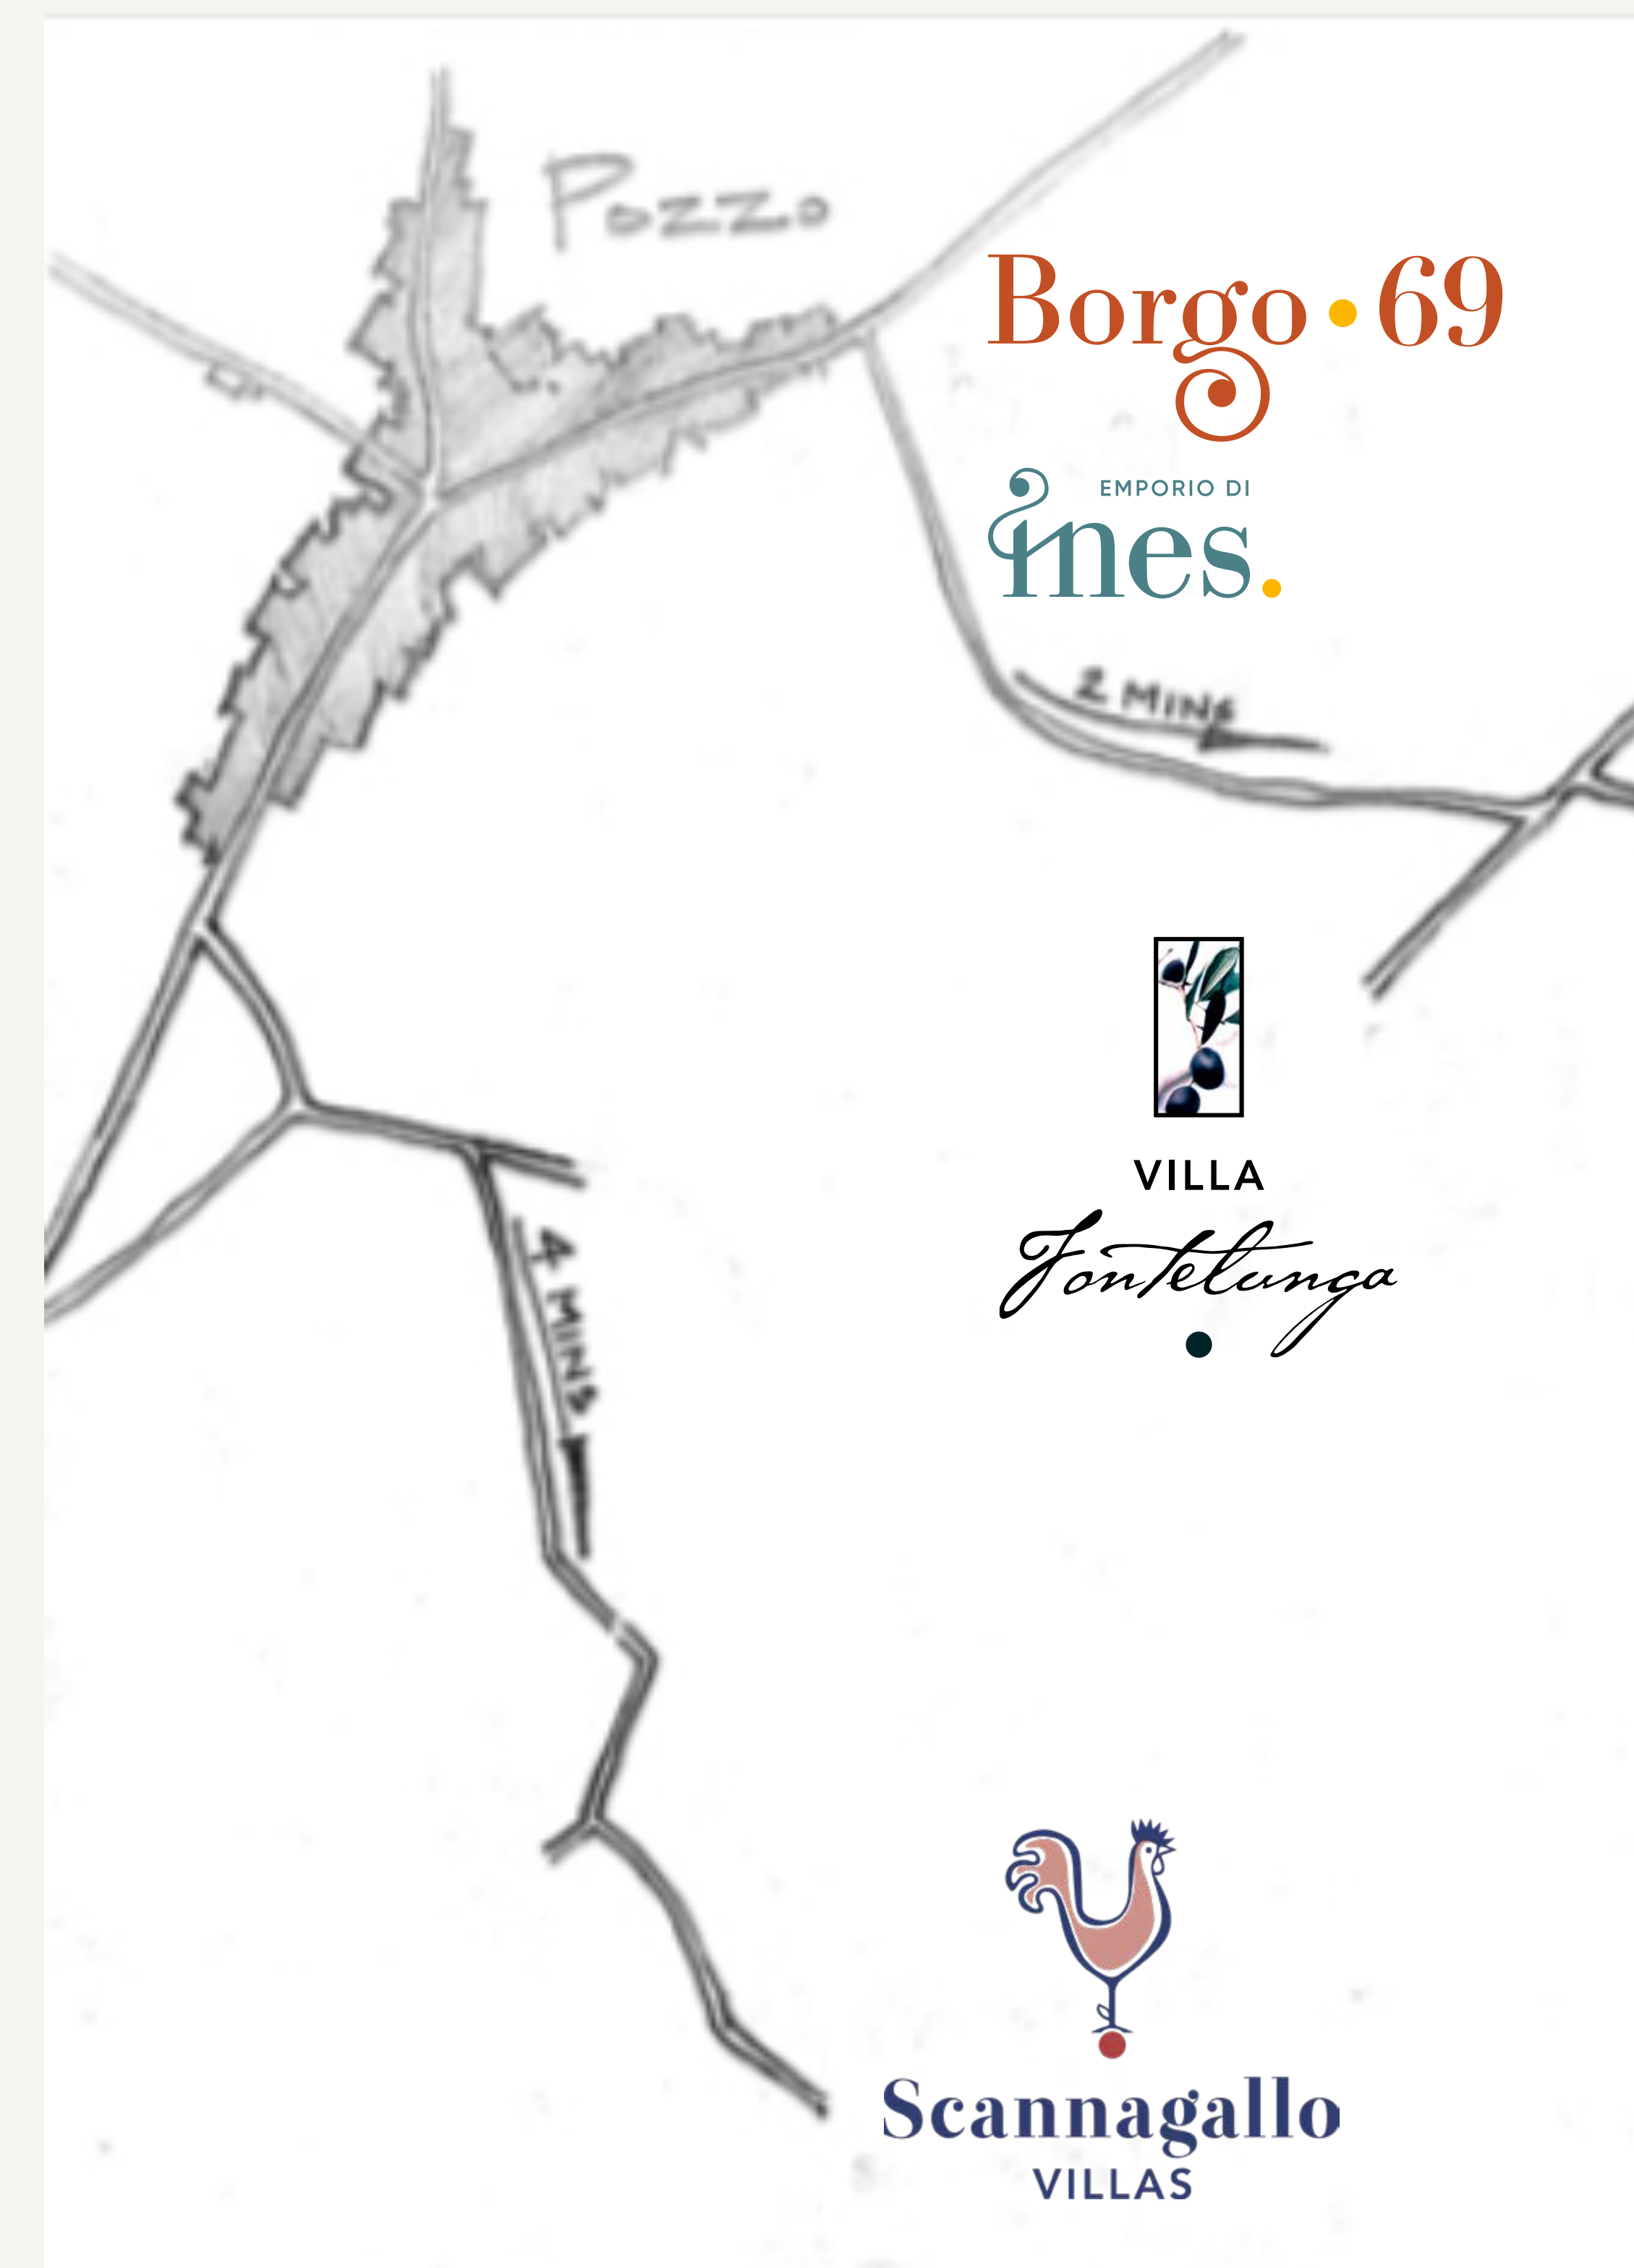 Pozzo
Borgo•69
EMPORIO DI
ines.
2 MINS
VILLA
Fontelunga
4 MINS
Scannagallo
VILLAS